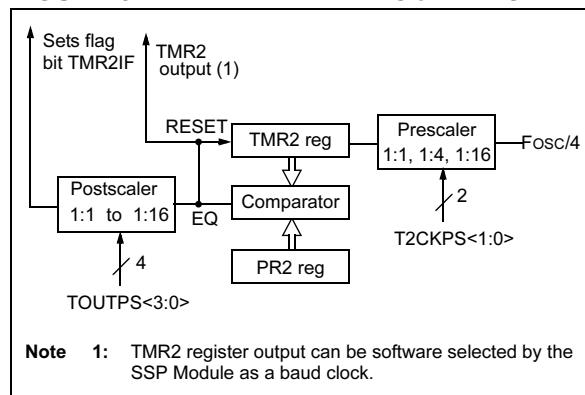 Sets flag
bit TMR2IF
TMR2
output (1)
RESET
TMR2 reg
Prescaler
1:1, 1:4, 1:16
FOSC/4
Postscaler
1:1 to 1:16
EQ
Comparator
2
T2CKPS<1:0>
4
PR2 reg
TOUTPS<3:0>
Note 1: TMR2 register output can be software selected by the
SSP Module as a baud clock.